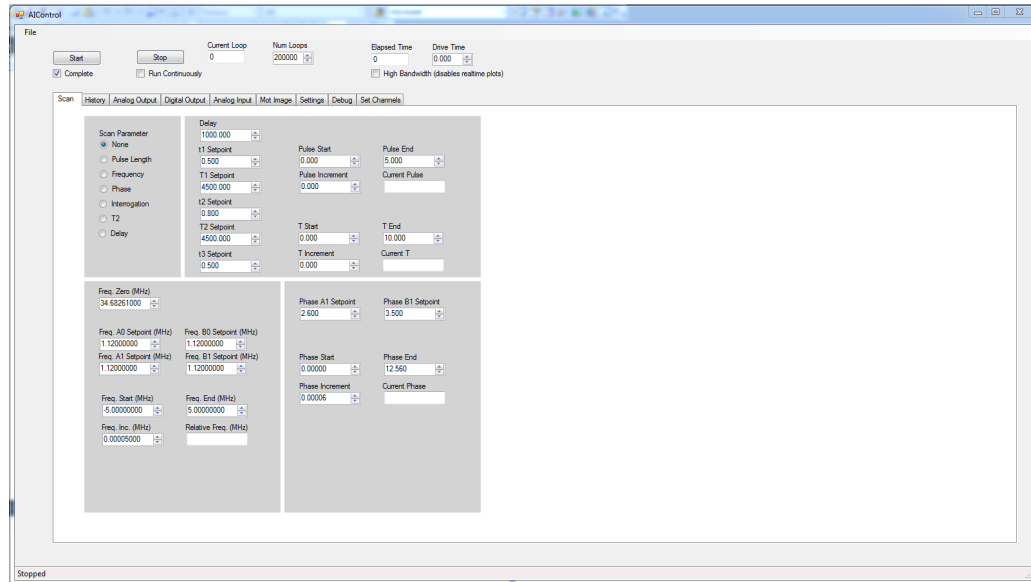 AIControl
File
Start
Stop
Current Loop
0
Num Loops
200000
Elapsed Time
0
Drive Time
0.000
Complete
Run Continuously
High Bandwidth (disables realtime plots)
Scan
History
Analog Output
Digital Output
Analog Input
Mot Image
Settings
Debug
Set Channels
Scan Parameter
None
Pulse Length
Frequency
Phase
Interrogation
T2
Delay
Delay
1000.000
t1 Setpoint
0.500
T1 Setpoint
4500.000
t2 Setpoint
0.800
T2 Setpoint
4500.000
t3 Setpoint
0.500
Pulse Start
0.000
Pulse End
5.000
Pulse Increment
0.000
Current Pulse
T Start
0.000
T End
10.000
T Increment
0.000
Current T
Freq. Zero (MHz)
34.68261000
Freq. A0 Setpoint (MHz)
1.12000000
Freq. B0 Setpoint (MHz)
1.12000000
Freq. A1 Setpoint (MHz)
1.12000000
Freq. B1 Setpoint (MHz)
1.12000000
Freq. Start (MHz)
-5.00000000
Freq. End (MHz)
5.00000000
Freq. Inc. (MHz)
0.00005000
Relative Freq. (MHz)
Phase A1 Setpoint
2.600
Phase B1 Setpoint
3.500
Phase Start
0.00000
Phase End
12.560
Phase Increment
0.00006
Current Phase
Stopped